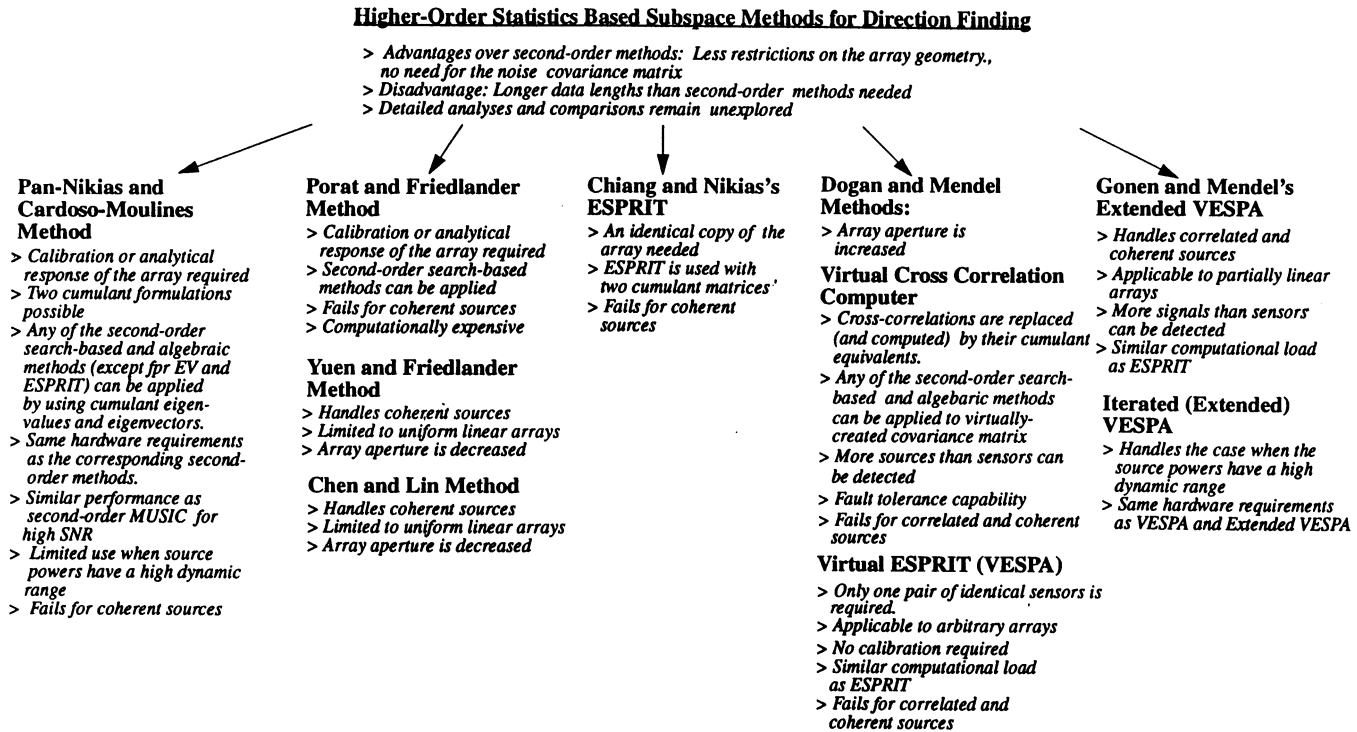 Higher-Order Statistics Based Subspace Methods for Direction Finding
> Advantages over second-order methods: Less restrictions on the array geometry.,
no need for the noise covariance matrix
> Disadvantage: Longer data lengths than second-order methods needed
> Detailed analyses and comparisons remain unexplored
Pan-Nikias and
Cardoso-Moulines
Method
> Calibration or analytical
response of the array required
> Two cumulant formulations
possible
> Any of the second-order
search-based and algebraic
methods (except fpr EV and
ESPRIT) can be applied
by using cumulant eigen-
values and eigenvectors.
> Same hardware requirements
as the corresponding second-
order methods.
> Similar performance as
second-order MUSIC for
high SNR
> Limited use when source
powers have a high dynamic
range
> Fails for coherent sources
Porat and Friedlander
Method
> Calibration or analytical
response of the array required
> Second-order search-based
methods can be applied
> Fails for coherent sources
> Computationally expensive
Yuen and Friedlander
Method
> Handles coherent sources
> Limited to uniform linear arrays
> Array aperture is decreased
Chen and Lin Method
> Handles coherent sources
> Limited to uniform linear arrays
> Array aperture is decreased
Chiang and Nikias's
ESPRIT
> An identical copy of the
array needed
> ESPRIT is used with
two cumulant matrices
> Fails for coherent
sources
Dogan and Mendel
Methods:
> Array aperture is
increased
Virtual Cross Correlation
Computer
> Cross-correlations are replaced
(and computed) by their cumulant
equivalents.
> Any of the second-order search-
based and algebaric methods
can be applied to virtually-
created covariance matrix
> More sources than sensors can
be detected
> Fault tolerance capability
> Fails for correlated and coherent
sources
Virtual ESPRIT (VESPA)
> Only one pair of identical sensors is
required.
> Applicable to arbitrary arrays
> No calibration required
> Similar computational load
as ESPRIT
> Fails for correlated and
coherent sources
Gonen and Mendel's
Extended VESPA
> Handles correlated and
coherent sources
> Applicable to partially linear
arrays
> More signals than sensors
can be detected
> Similar computational load
as ESPRIT
Iterated (Extended)
VESPA
> Handles the case when the
source powers have a high
dynamic range
> Same hardware requirements
as VESPA and Extended VESPA